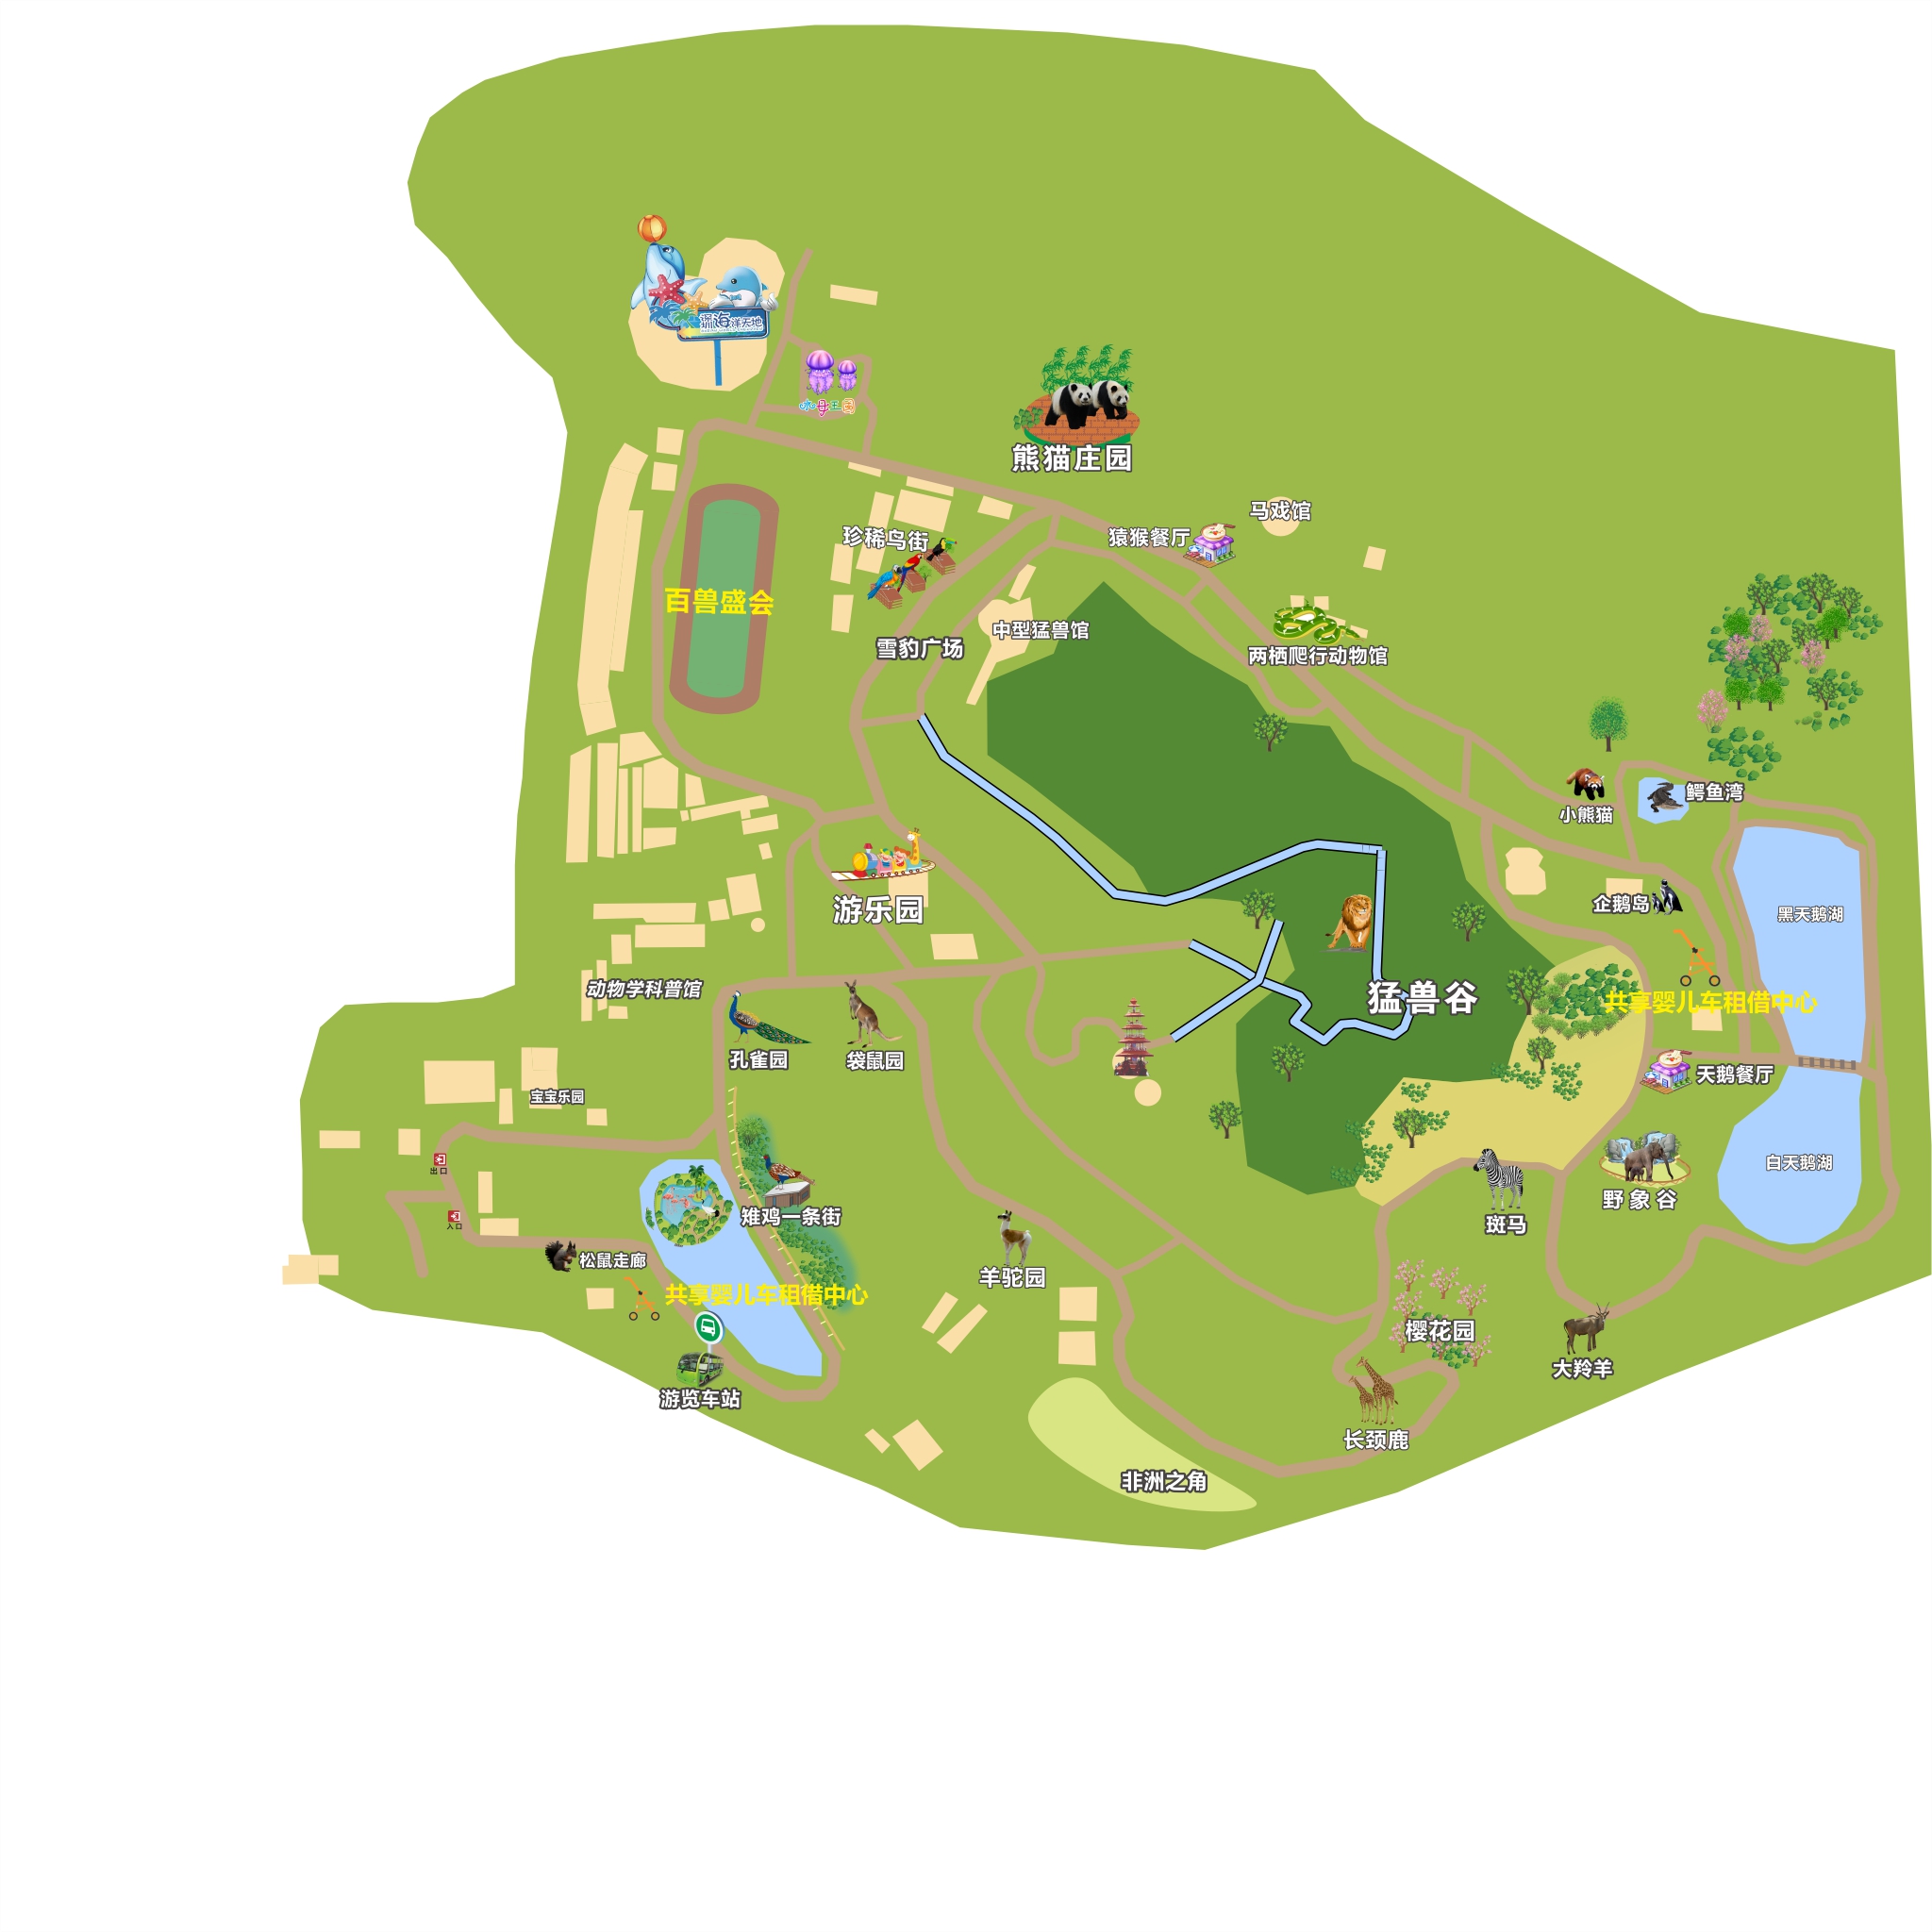 深海洋天地
水母王国
熊猫庄园
马戏馆
猿猴餐厅
珍稀鸟街
百兽盛会
中型猛兽馆
雪豹广场
两栖爬行动物馆
鳄鱼湾
小熊猫
企鹅岛
游乐园
黑天鹅湖
动物学科普馆
猛兽谷
共享婴儿车租借中心
孔雀园
袋鼠园
天鹅餐厅
宝宝乐园
出口
白天鹅湖
野象谷
入口
雉鸡一条街
斑马
松鼠走廊
羊驼园
共享婴儿车租借中心
樱花园
大羚羊
游览车站
长颈鹿
非洲之角